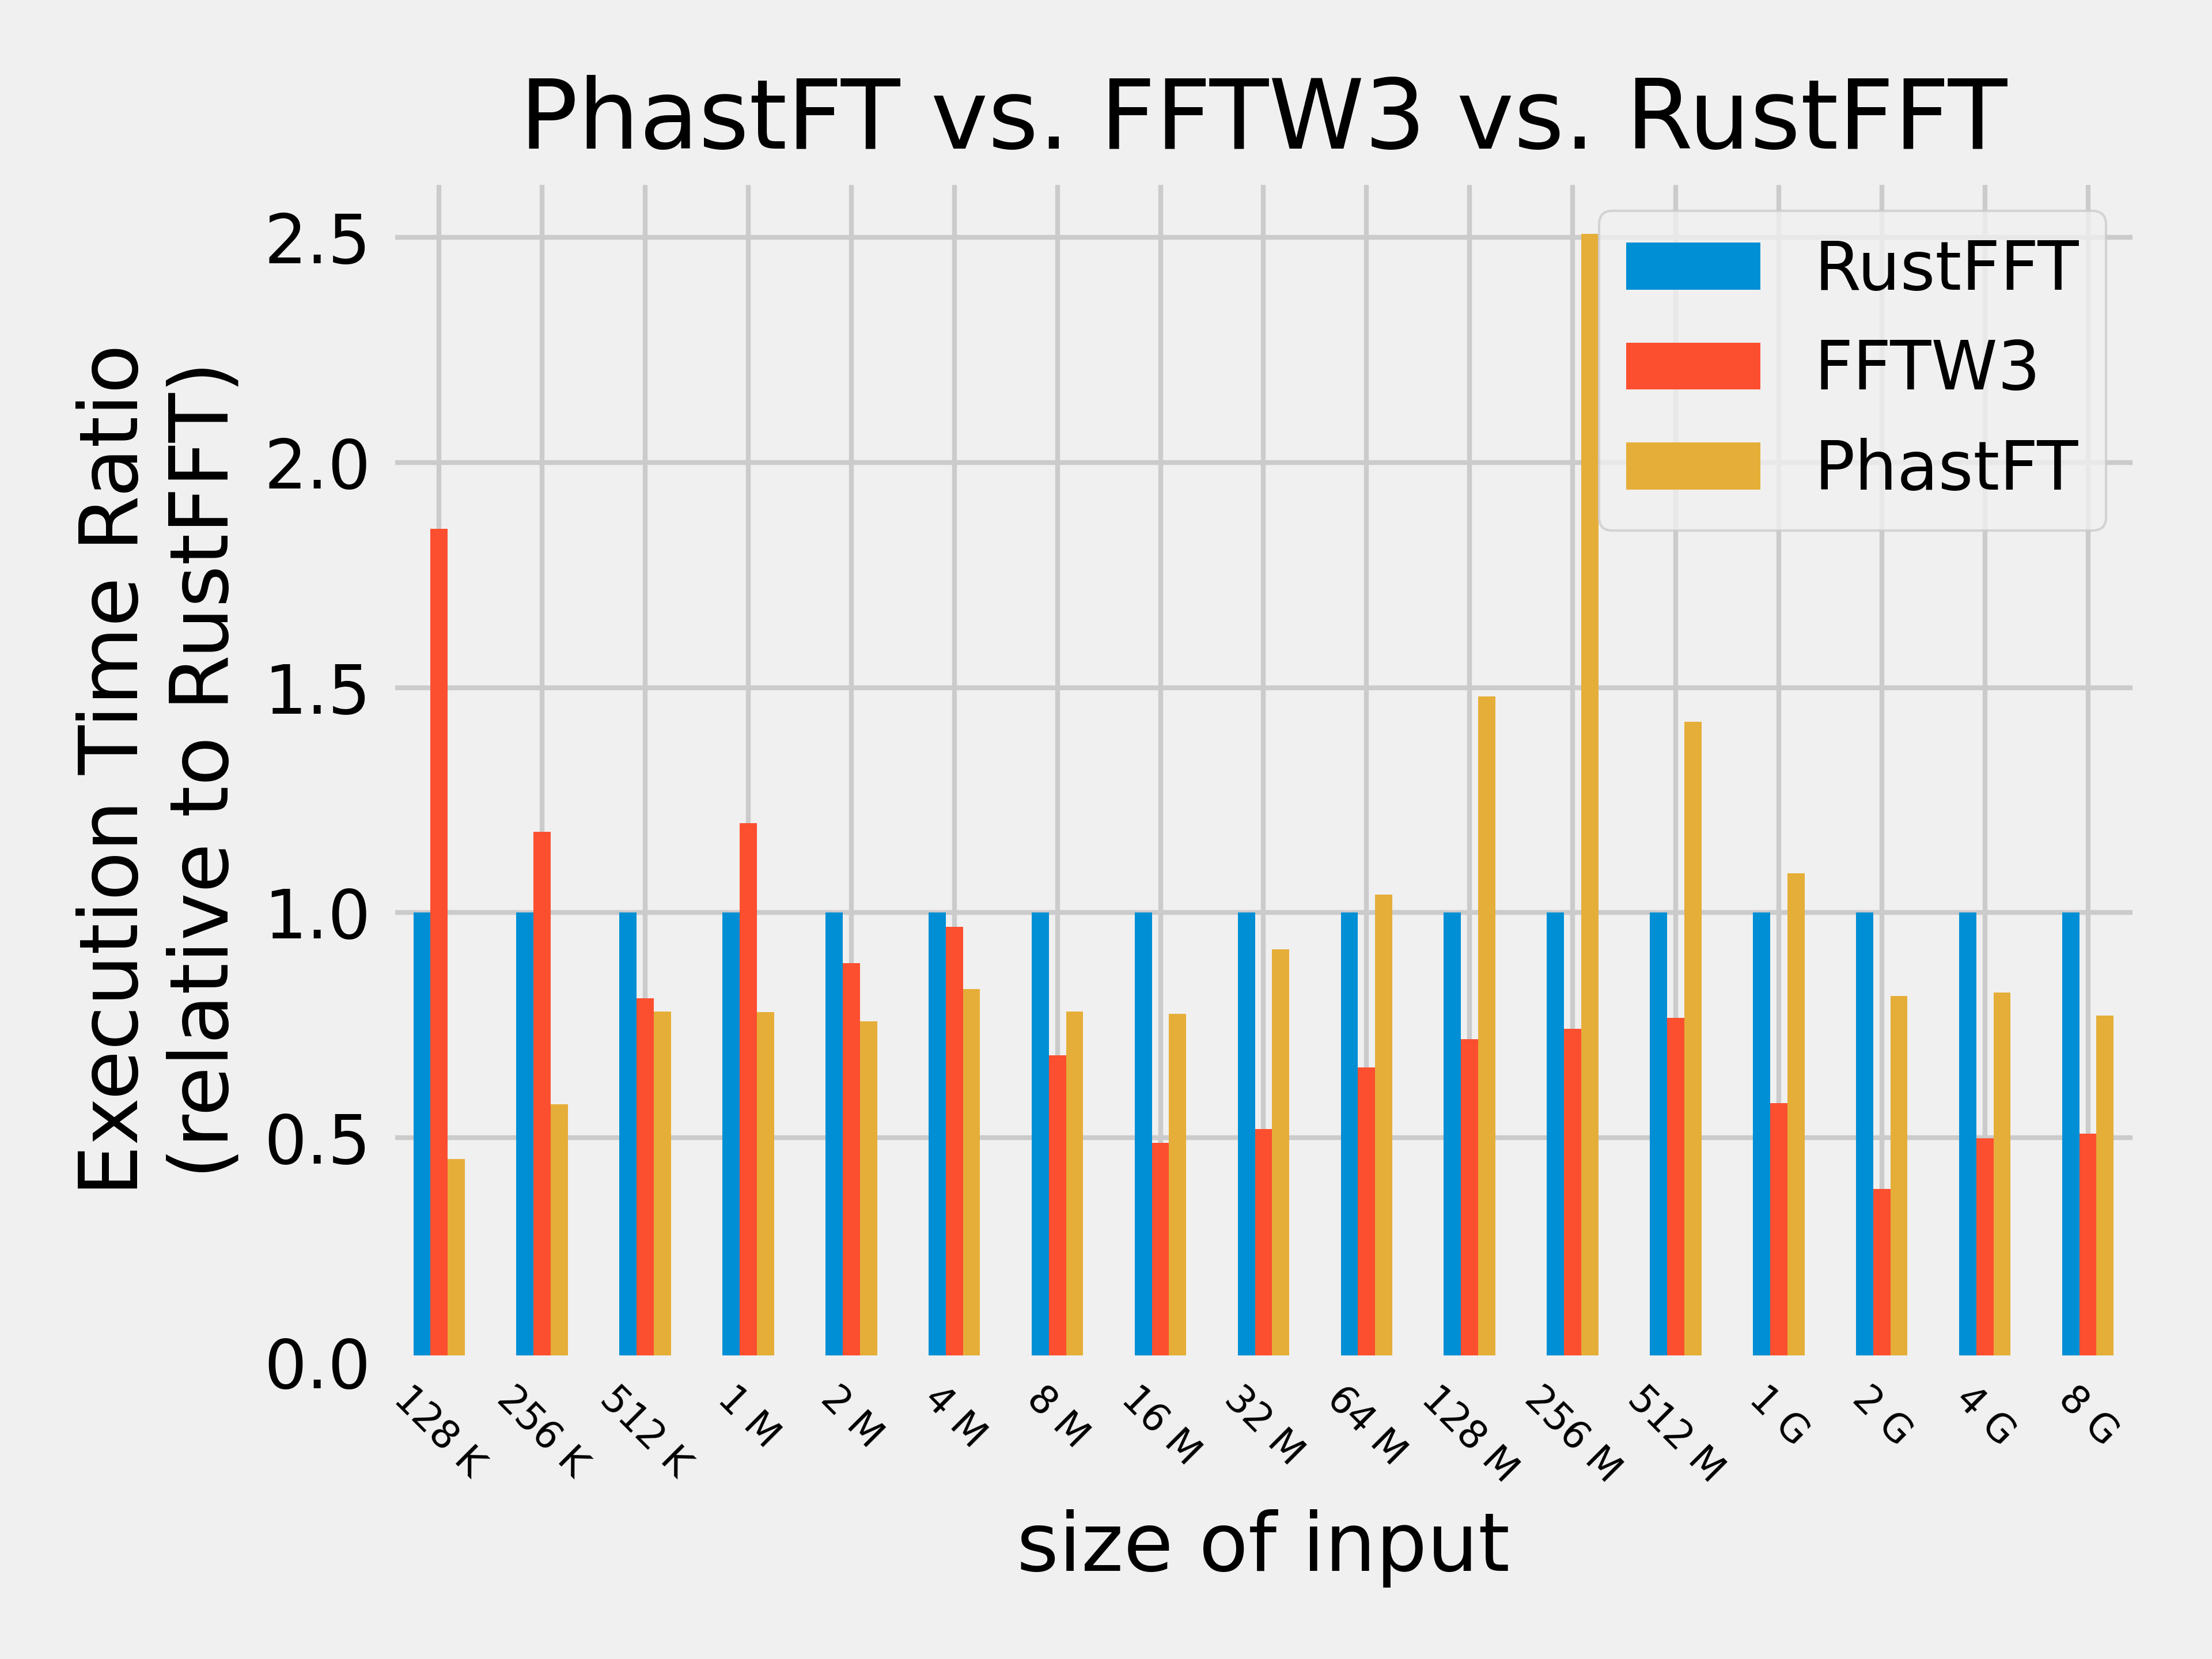 PhastFT vs. FFTW3 vs. RustFFT
Execution Time Ratio
(relative to RustFFT)
2.5
2.0
1.5
1.0
0.5
0.0
RustFFT
FFTW3
PhastFT
128 K
256 K
512 K
1 M
2 M
4 M
8 M
16 M
32 M
64 M
128 M
256 M
512 M
1 G
2 G
4 G
8 G
size of input